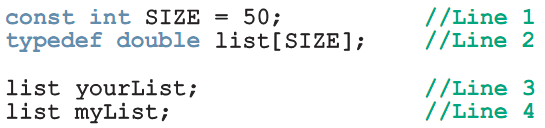 const int SIZE = 50; //Line 1
typedef double list[SIZE]; //Line 2
list yourList; //Line 3
list myList; //Line 4